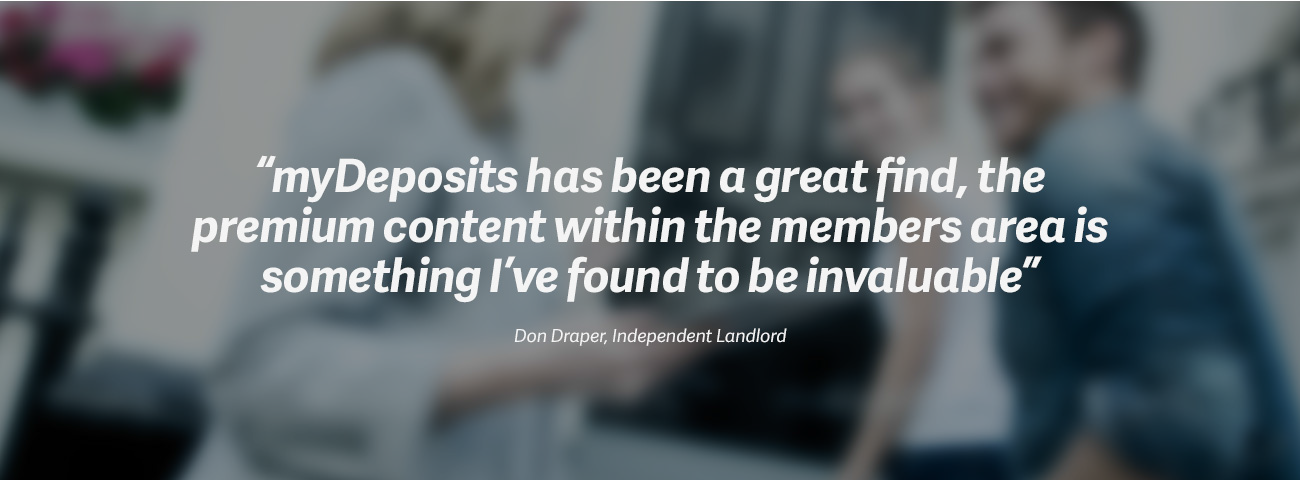 “myDeposits has been a great find, the
premium content within the members area is
something I’ve found to be invaluable”
Don Draper, Independent Landlord